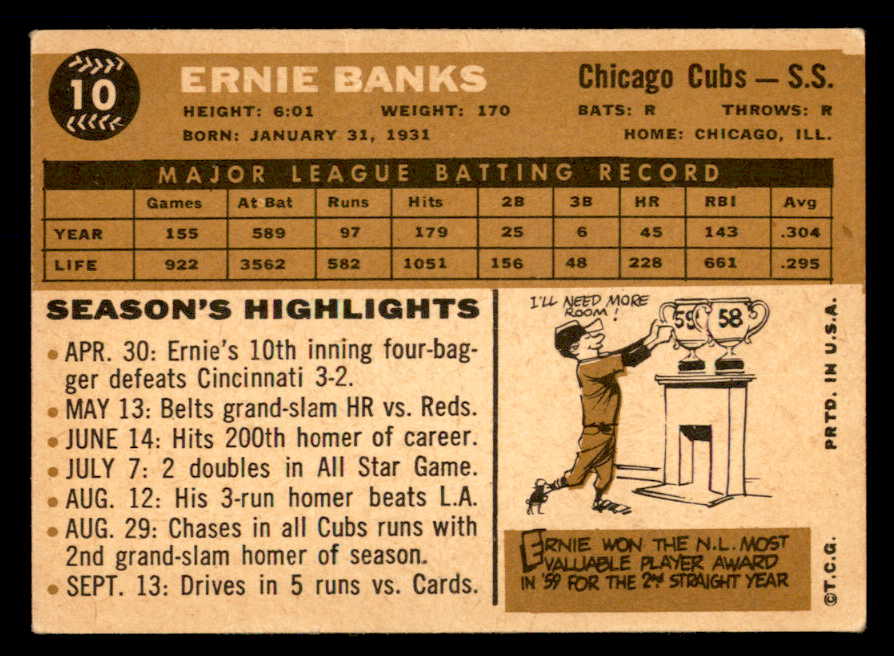 10
ERNIE BANKS
Chicago Cubs — S.S.
HEIGHT: 6:01 WEIGHT: 170 BATS: R THROWS: R
BORN: JANUARY 31, 1931 HOME: CHICAGO, ILL.
MAJOR LEAGUE BATTING RECORD
Games At Bat Runs Hits 2B 3B HR RBI Avg
YEAR 155 589 97 179 25 6 45 143 .304
LIFE 922 3562 582 1051 156 48 228 661 .295
SEASON'S HIGHLIGHTS
• APR. 30: Ernie's 10th inning four-bag-
ger defeats Cincinnati 3-2.
• MAY 13: Belts grand-slam HR vs. Reds.
• JUNE 14: Hits 200th homer of career.
• JULY 7: 2 doubles in All Star Game.
• AUG. 12: His 3-run homer beats L.A.
• AUG. 29: Chases in all Cubs runs with
2nd grand-slam homer of season.
• SEPT. 13: Drives in 5 runs vs. Cards.
I'LL NEED MORE
ROOM!
59 58
ERNIE WON THE N.L. MOST
VALUABLE PLAYER AWARD
IN '59 FOR THE 2nd STRAIGHT YEAR
©T.C.G. PRTD. IN U.S.A.